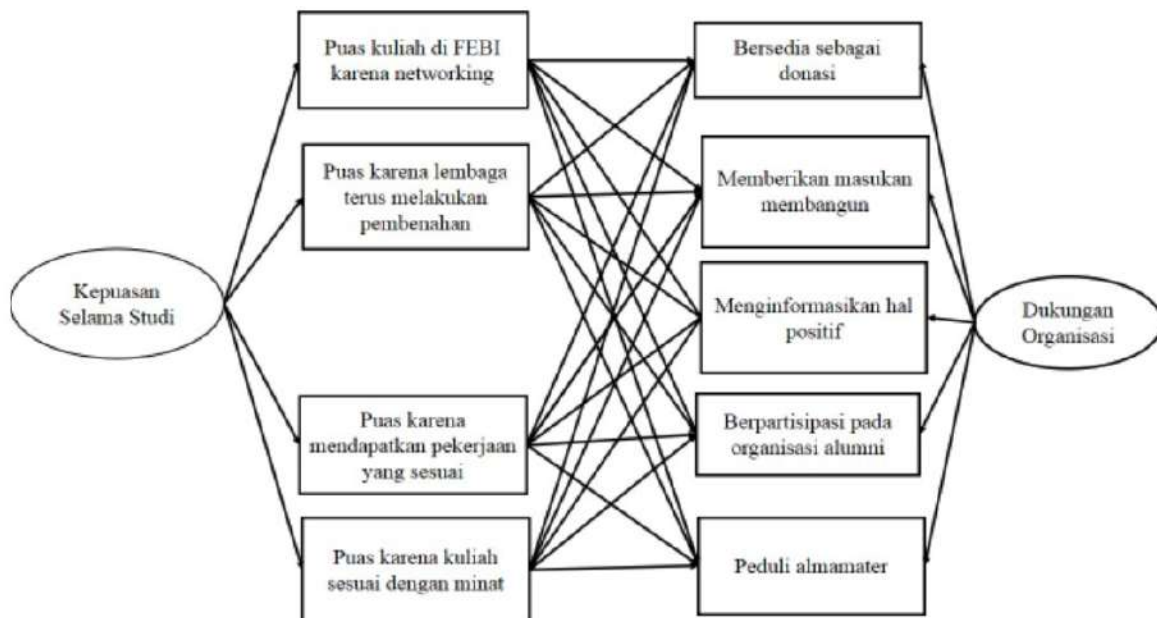 Puas kuliah di FEBI
karena networking
Puas karena lembaga
terus melakukan
pembenahan
Kepuasan
Selama Studi
Puas karena
mendapatkan pekerjaan
yang sesuai
Puas karena kuliah
sesuai dengan minat
Bersedia sebagai
donasi
Memberikan masukan
membangun
Menginformasikan hal
positif
Berpartisipasi pada
organisasi alumni
Peduli almamater
Dukungan
Organisasi